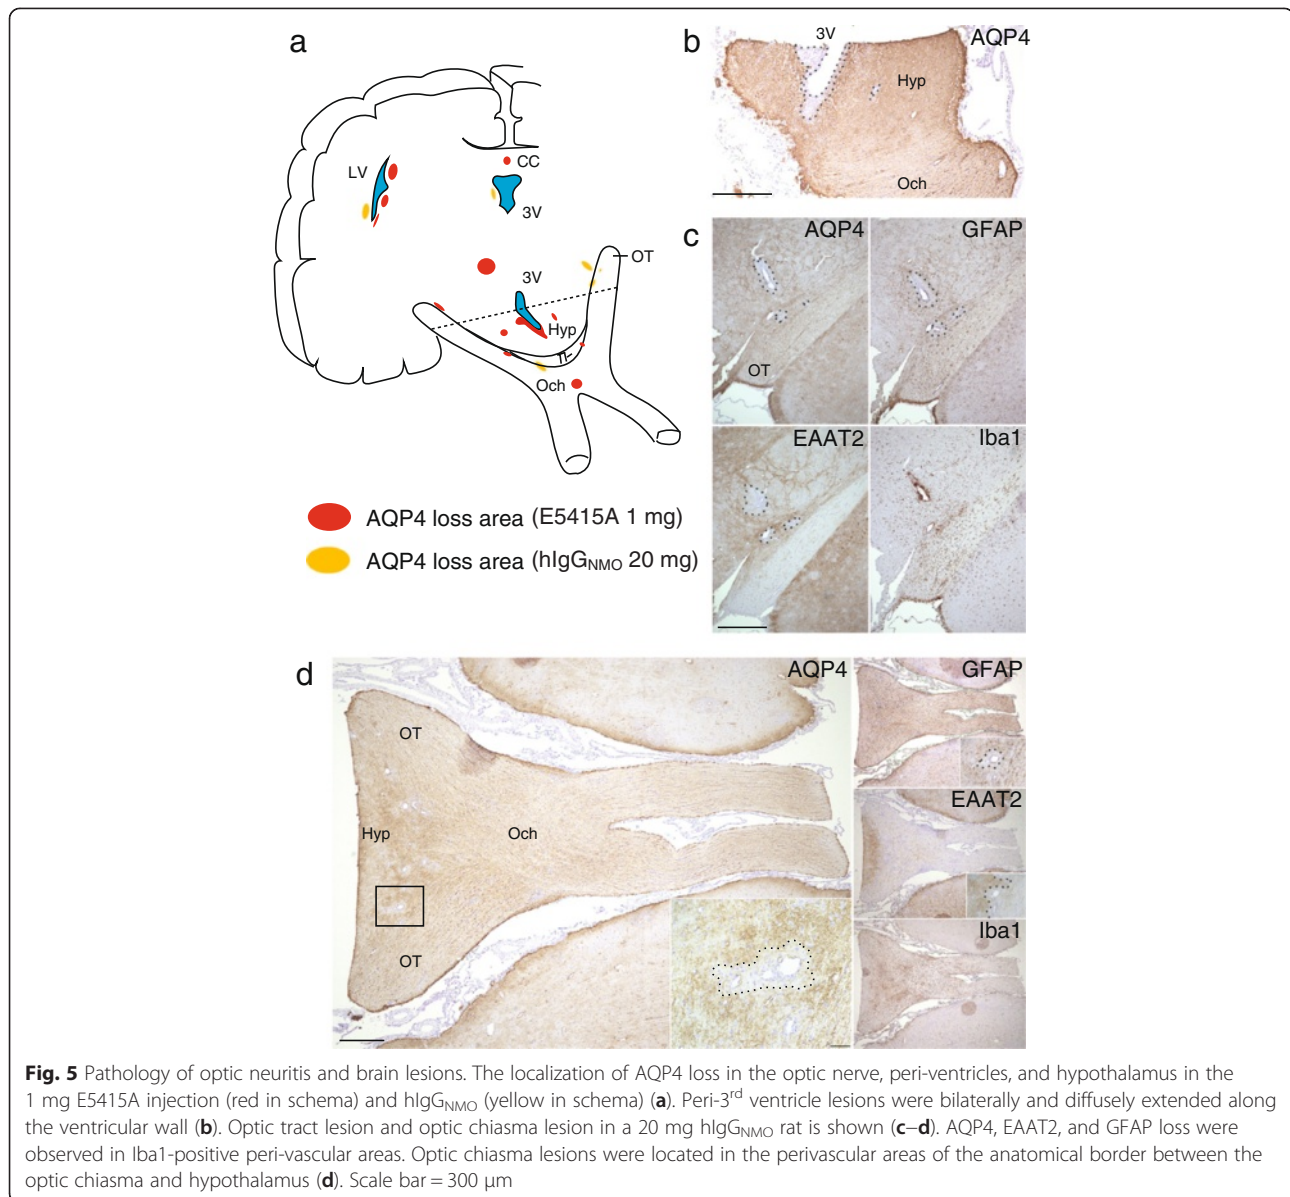 a
LV
CC
3V
OT
3V
Hyp
Och
AQP4 loss area (E5415A 1 mg)
AQP4 loss area (hIgGNMO 20 mg)
b
3V
AQP4
Hyp
Och
c
AQP4
GFAP
OT
EAAT2
Iba1
d
AQP4
OT
Hyp
Och
OT
GFAP
EAAT2
Iba1
Fig. 5 Pathology of optic neuritis and brain lesions. The localization of AQP4 loss in the optic nerve, peri-ventricles, and hypothalamus in the
1 mg E5415A injection (red in schema) and hIgGNMO (yellow in schema) (a). Peri-3rd ventricle lesions were bilaterally and diffusely extended along
the ventricular wall (b). Optic tract lesion and optic chiasma lesion in a 20 mg hIgGNMO rat is shown (c–d). AQP4, EAAT2, and GFAP loss were
observed in Iba1-positive peri-vascular areas. Optic chiasma lesions were located in the perivascular areas of the anatomical border between the
optic chiasma and hypothalamus (d). Scale bar = 300 μm